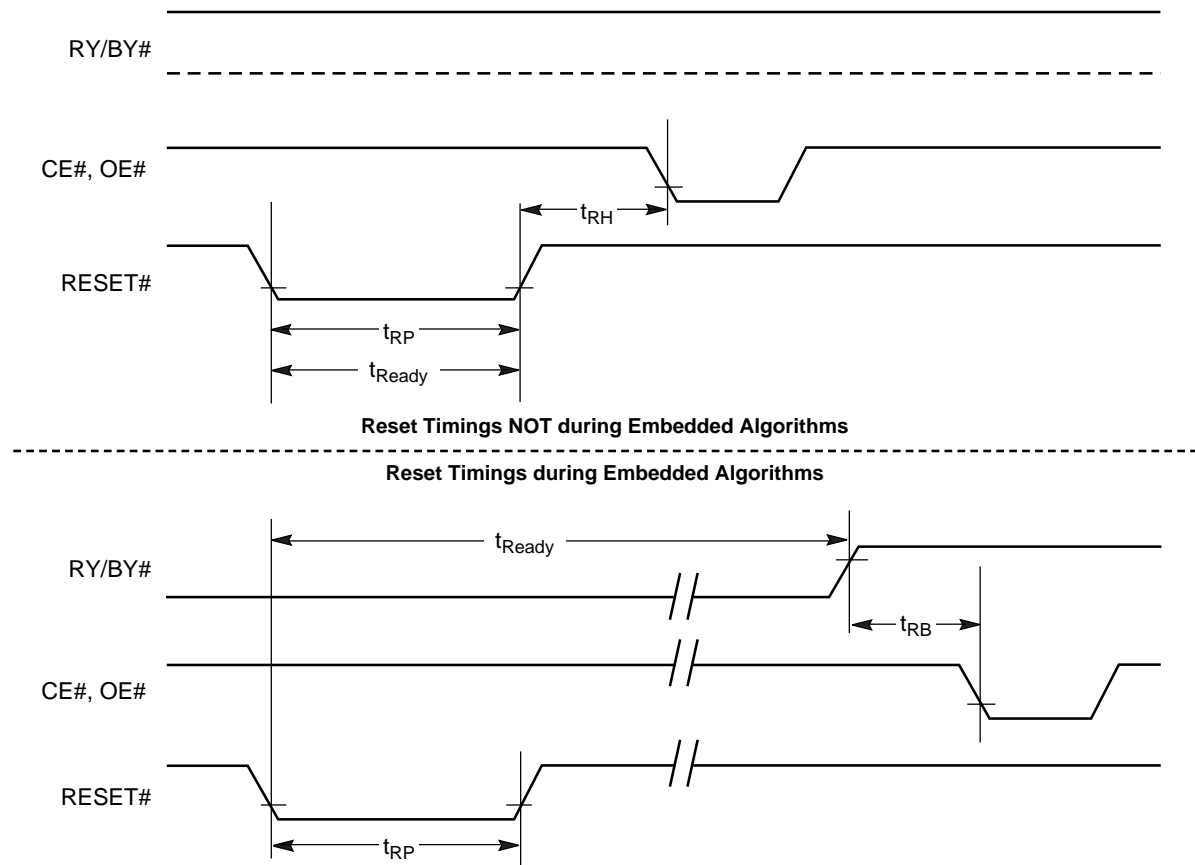 RY/BY#
CE#, OE#
tRH
RESET#
tRP
tReady
Reset Timings NOT during Embedded Algorithms
Reset Timings during Embedded Algorithms
tReady
RY/BY#
tRB
CE#, OE#
RESET#
tRP